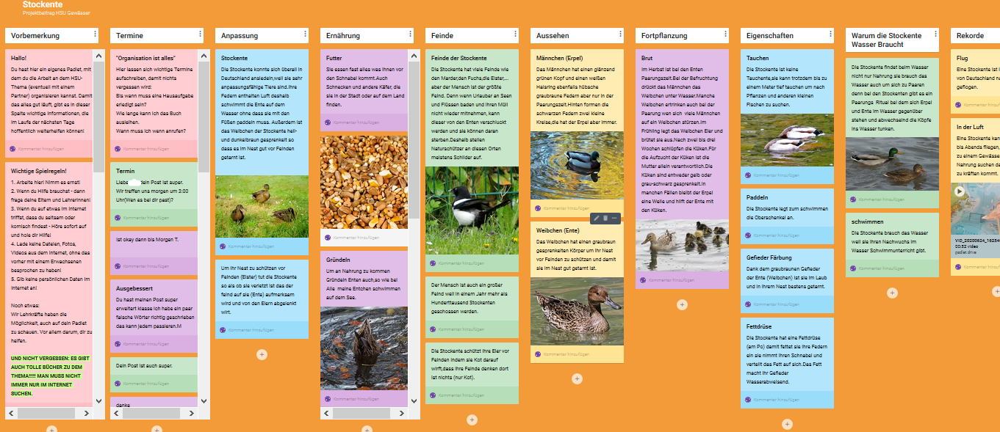 Stockente
Projektbeitrag HSU Gewässer
Vorbemerkung
Hallo!
Du hast hier ein eigenes Padlet, mit
dem du die Arbeit an dem HSU-
Thema (eventuell mit einem
Partner) organisieren kannst. Damit
das alles gut läuft, gibt es in dieser
Spalte wichtige Informationen, die
im Laufe der nächsten Tage
hoffentlich weiterhelfen können!
Kommentar hinzufügen
Wichtige Spielregeln!
1. Arbeite hier! Nimm es ernst!
2. Wenn du Hilfe brauchst - dann
frage deine Eltern und Lehrerinnen!
3. Wenn du auf etwas im Internet
triffst, dass du seltsam oder
komisch findest - Höre sofort auf
und hole dir Hilfe!
4. Lade keine Dateien, Fotos,
Videos aus dem Internet, ohne das
vorher mit einem Erwachsenen
besprochen zu haben!
5. Gib keine persönlichen Daten im
Internet an!
Noch etwas:
Wir Lehrkräfte haben die
Möglichkeit, auch auf dein Padlet
zu schauen. Vor allem darum, dir zu
helfen.
UND NICHT VERGESSEN: ES GIBT
AUCH TOLLE BÜCHER ZU DEM
THEMA!!!!! MAN MUSS NICHT
IMMER NUR IM INTERNET
SUCHEN.
Termine
"Organisation ist alles"
Hier lassen sich wichtige Termine
aufschreiben, damit nichts
vergessen wird:
Bis wann muss eine Hausaufgabe
erledigt sein?
Wie lange kann ich das Buch
ausleihen.
Wann muss ich wenn anrufen?
Kommentar hinzufügen
Termin
Liebe dein Post ist super.
Wir treffen uns morgen um 3:00
Uhr(Wen es bei dir past)?
Kommentar hinzufügen
Ist okay dann bis Morgen T.
Kommentar hinzufügen
Ausgebessert
Du hast meinen Post super
erweitert klasse ich habe ein paar
falsche Wörter richtig geschrieben
das kann jedem passieren.M
Kommentar hinzufügen
Dein Post ist auch super.
Kommentar hinzufügen
danke
Anpassung
Stockente
Die Stockente konnte sich überall in
Deutschland ansiedeln,weil sie sehr
anpassungsfähige Tiere sind.Ihre
Federn enthalten Luft deshalb
schwimmt die Ente auf dem
Wasser ohne dass sie mit den
Füßen paddeln muss. Außerdem ist
das Weibchen der Stockente hell-
und dunkelbraun gesprenkelt so
dass es im Nest gut vor Feinden
getarnt ist.
Kommentar hinzufügen
Um ihr Nest zu schützen vor
Feinden (Elster) tut die Stockente
so als ob sie verletzt ist das der
feind auf sie (Ente) aufmerksam
wird und von den Eiern abgelenkt
wirt.
Kommentar hinzufügen
Ernährung
Futter
Sie essen fast alles was ihnen vor
den Schnabel kommt.Auch
Schnecken und andere Käfer, die
sie in der Stadt oder auf dem Land
finden.
Kommentar hinzufügen
Kommentar hinzufügen
Gründeln
Um an Nahrung zu kommen
Gründeln Enten auch,so wie bei
Alle meine Entchen schwimmen
auf dem See.
Kommentar hinzufügen
Feinde
Feinde der Stockente
Die Stockente hat viele Feinde wie
den Marder,den Fuchs,die Elster,...
aber der Mensch ist der größte
Feind. Denn wenn Urlauber an Seen
und Flüssen baden und ihren Müll
nicht wieder mitnehmen, kann
dieser von den Enten verschluckt
werden und sie können daran
sterben.Deshalb stellen
Naturschützer an diesen Orten
meistens Schilder auf.
Kommentar hinzufügen
Der Mensch ist auch ein großer
Feind weil in einem Jahr mehr als
Hunderttausend Stockenten
geschossen werden.
Kommentar hinzufügen
Die Stockente schützt ihre Eier vor
Feinden indem sie Kot darauf
wirft,dass ihre Feinde denken dort
ist nichts (nur Kot).
Kommentar hinzufügen
Aussehen
Männchen (Erpel)
Das Männchen hat einen glänzend
grünen Kopf und einen weißen
Halsring ebenfalls hübsche
graubraune Federn aber nur in der
Paarungszeit.Hinten formen die
schwarzen Federn zwei kleine
Kreise,die hat der Erpel aber immer.
Kommentar hinzufügen
Weibchen (Ente)
Das Weibchen hat einen graubraun
gesprenkelten Körper um ihr Nest
vor Feinden zu schützen und damit
sie im Nest gut getarnt ist.
Kommentar hinzufügen
Fortpflanzung
Brut
Im Herbst ist bei den Enten
Paarungszeit.Bei der Befruchtung
drückt das Männchen das
Weibchen unter Wasser.Manche
Weibchen ertrinken auch bei der
Paarung wen sich viele Männchen
auf ein Weibchen stürzen.Im
Frühling legt das Weibchen Eier und
brütet sie aus.Nach zwei bis drei
Wochen schlüpfen die Küken.Für
die Aufzucht der Küken ist die
Mutter allein verantwortlich.Die
Küken sind entweder gelb oder
grau-schwarz gesprenkelt.In
manchen Fällen bleibt der Erpel
eine Weile und hilft der Ente mit
den Küken.
Kommentar hinzufügen
Eigenschaften
Tauchen
Die Stockente ist keine
Tauchente,sie kann trotzdem bis zu
einem Meter tief tauchen um nach
Pflanzen und anderen kleinen
Fischen zu suchen.
Kommentar hinzufügen
Paddeln
Die Stockente legt zum schwimmen
die Oberschenkel an.
Kommentar hinzufügen
Gefieder Färbung
Dank dem graubraunen Gefieder
der Ente (Weibchen) ist sie im Laub
und in ihrem Nest bestens getarnt.
Kommentar hinzufügen
Fettdrüse
Die Stockente hat eine Fettdrüse
(am Po) damit fettet sie ihre Federn
ein sie nimmt ihren Schnabel und
verteilt das Fett auf sich.Das Fett
macht ihr Gefieder
Wasserabweisend.
Kommentar hinzufügen
Warum die Stockente
Wasser Braucht
Die Stockente findet beim Wasser
nicht nur Nahrung sie brauch das
Wasser auch um sich zu Paaren
denn bei den Stockenten gibt es ein
Paarungs Ritual bei dem sich Erpel
und Ente im Wasser gegenüber
stehen und abwechselnd die Köpfe
ins Wasser tunken.
Kommentar hinzufügen
schwimmen
Die Stockente brauch das Wasser
weil sie ihren Nachwuchs im
Wasser Schwimmunterricht gibt.
Kommentar hinzufügen
Rekorde
Flug
Eine Stockente ist
von Deutschland na
geflogen.
Kommentar hinzufü
In der Luft
Eine Stockente kan
bis Abends fliegen,
zu einem Gewässe
Nahrung suchen da
zu kräften kommt.
VID_20200624_16254
00:52 video
padlet drive
Kommentar hinzufü